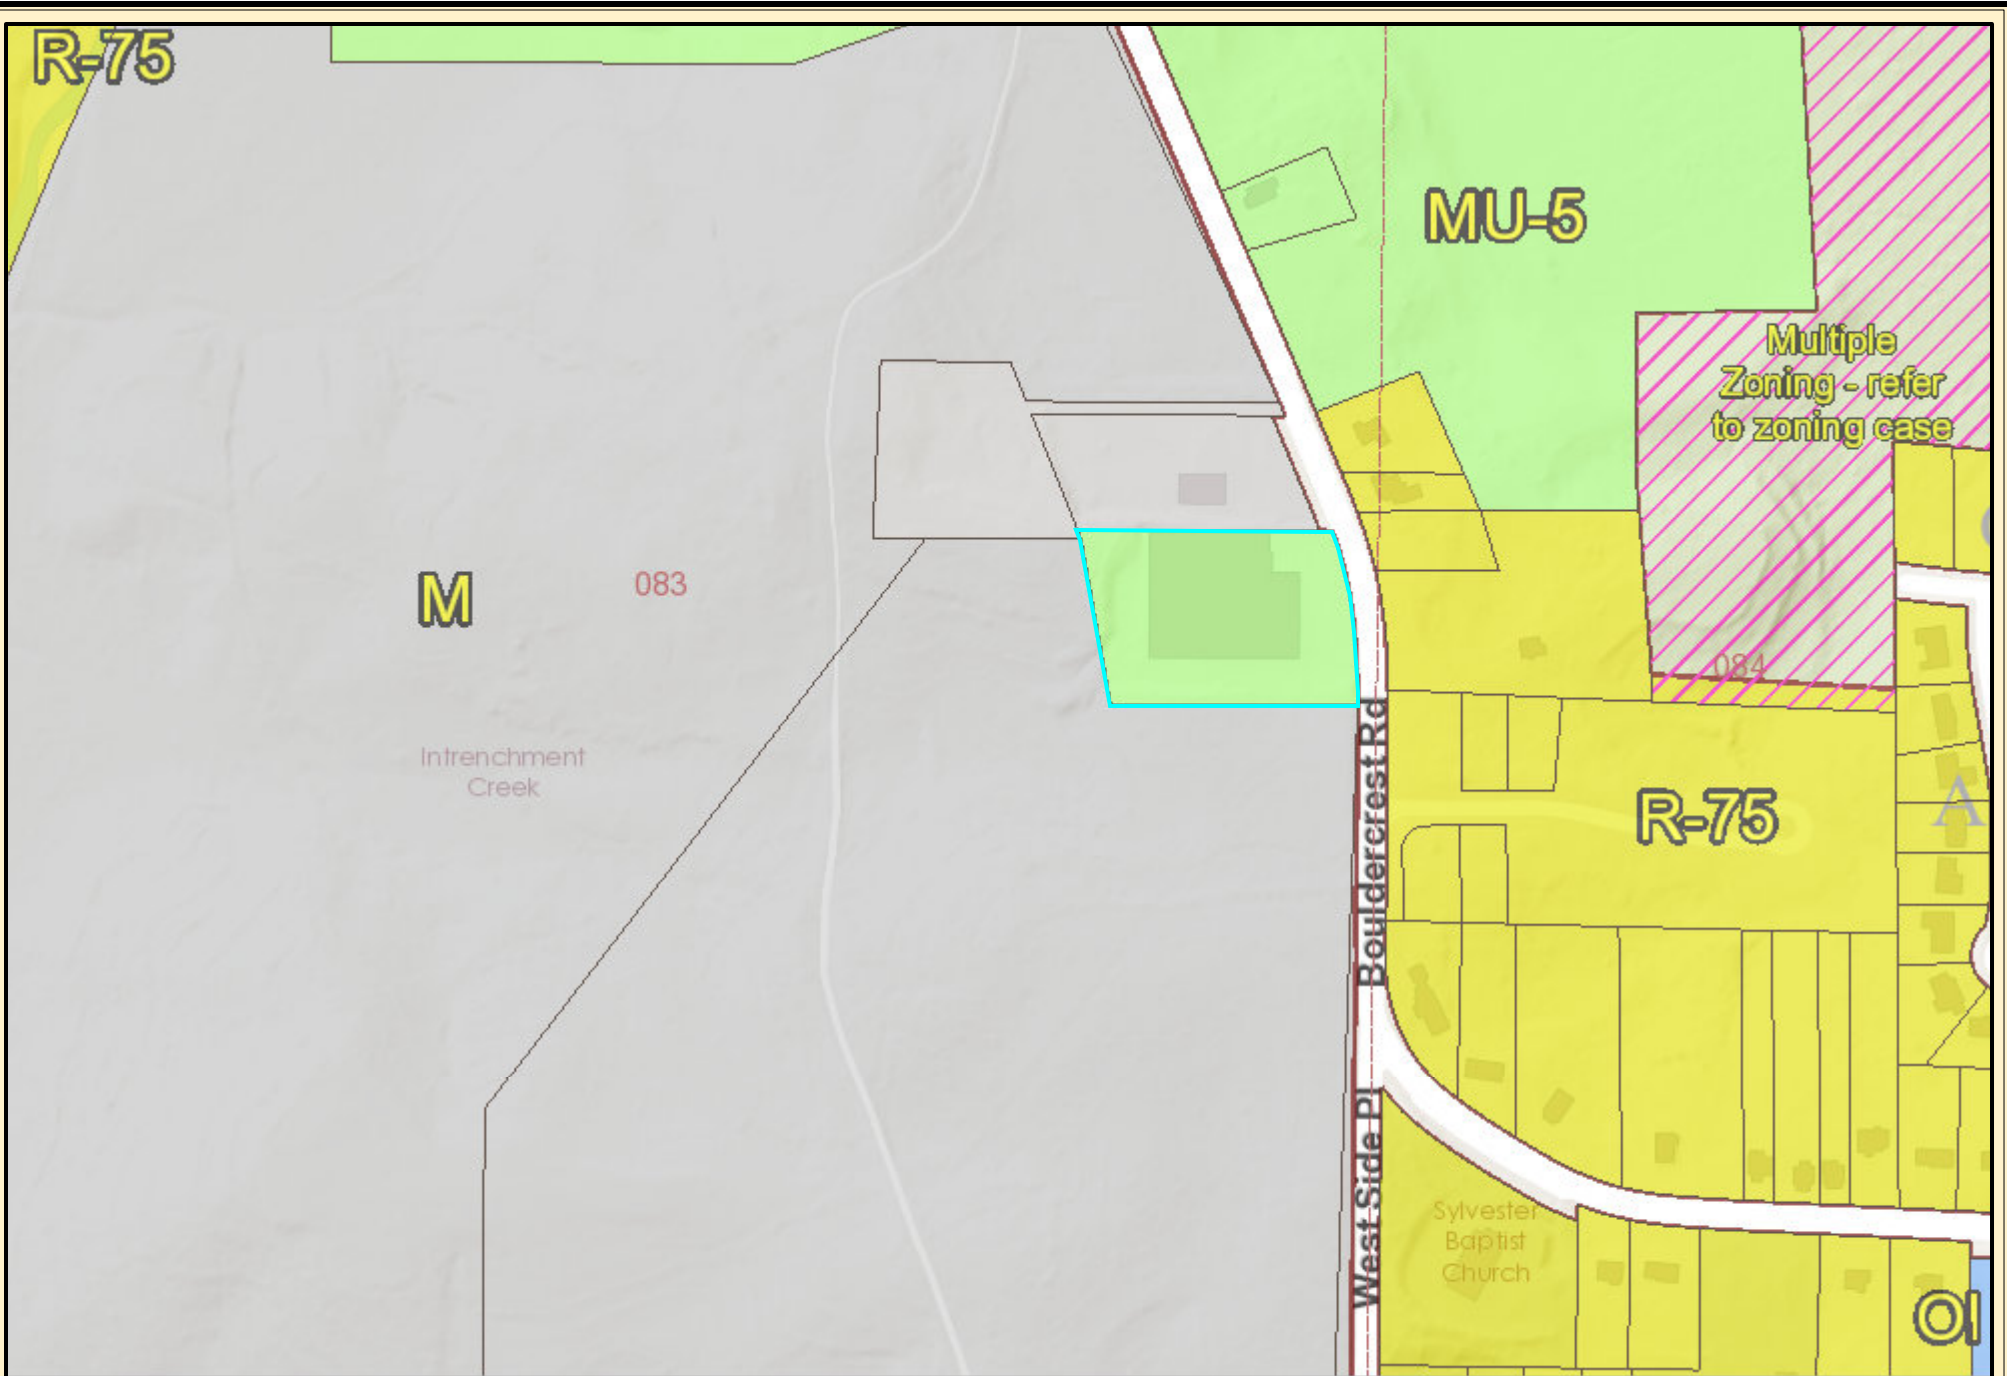 R-75
MU-5
Multiple
Zoning - refer
to zoning case
M
083
084
Intrenchment
Creek
Bouldercrest Rd
R-75
A
West Side Pl
Sylvester
Baptist
Church
OI